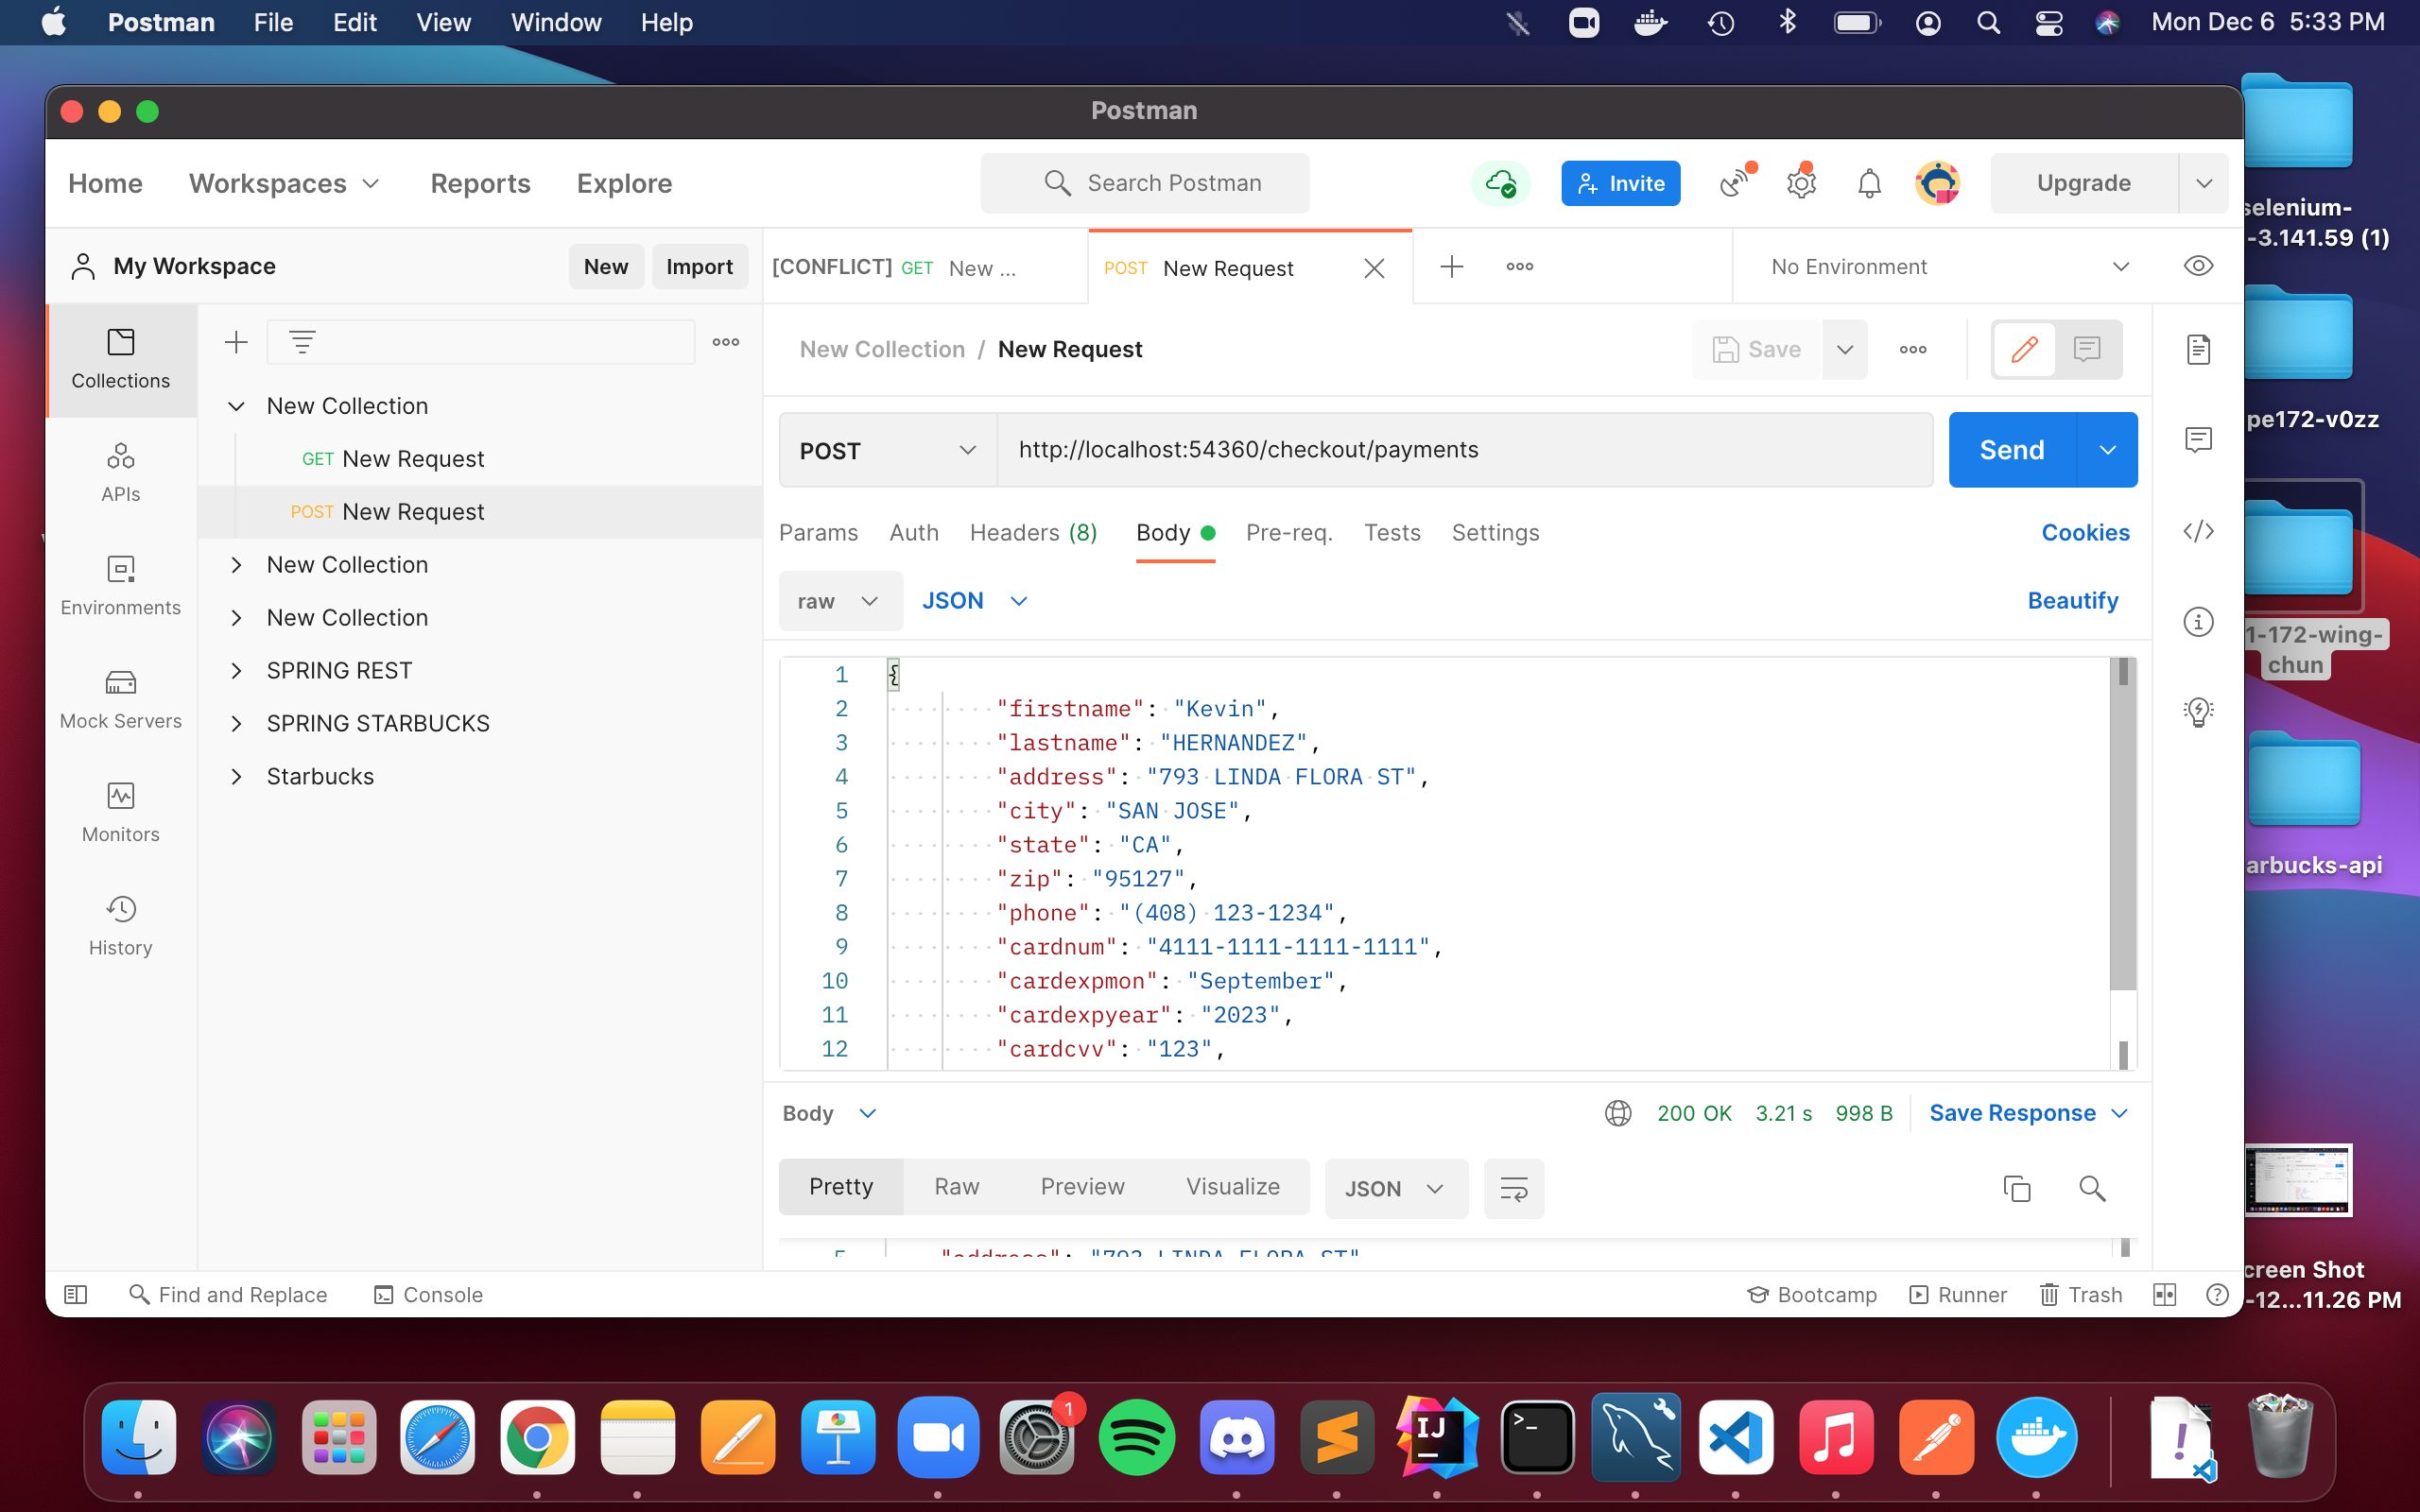 Postman File Edit View Window Help Mon Dec 6 5:33 PM
Postman
Home Workspaces Reports Explore Search Postman Invite Upgrade
My Workspace New Import [CONFLICT] GET New ... POST New Request No Environment
Collections
APIs
Environments
Mock Servers
Monitors
History
New Collection
GET New Request
POST New Request
New Collection
New Collection
SPRING REST
SPRING STARBUCKS
Starbucks
New Collection / New Request Save
POST http://localhost:54360/checkout/payments Send
Params Auth Headers (8) Body Pre-req. Tests Settings Cookies
raw JSON Beautify
1 {
2 "firstname": "Kevin",
3 "lastname": "HERNANDEZ",
4 "address": "793 LINDA FLORA ST",
5 "city": "SAN JOSE",
6 "state": "CA",
7 "zip": "95127",
8 "phone": "(408) 123-1234",
9 "cardnum": "4111-1111-1111-1111",
10 "cardexpmon": "September",
11 "cardexpyear": "2023",
12 "cardcvv": "123",
Body 200 OK 3.21 s 998 B Save Response
Pretty Raw Preview Visualize JSON
5 "address": "793 LINDA FLORA ST"
Find and Replace Console Bootcamp Runner Trash
selenium-
-3.141.59 (1)
pe172-v0zz
1-172-wing-
chun
arbucks-api
creen Shot
-12...11.26 PM
1
IJ